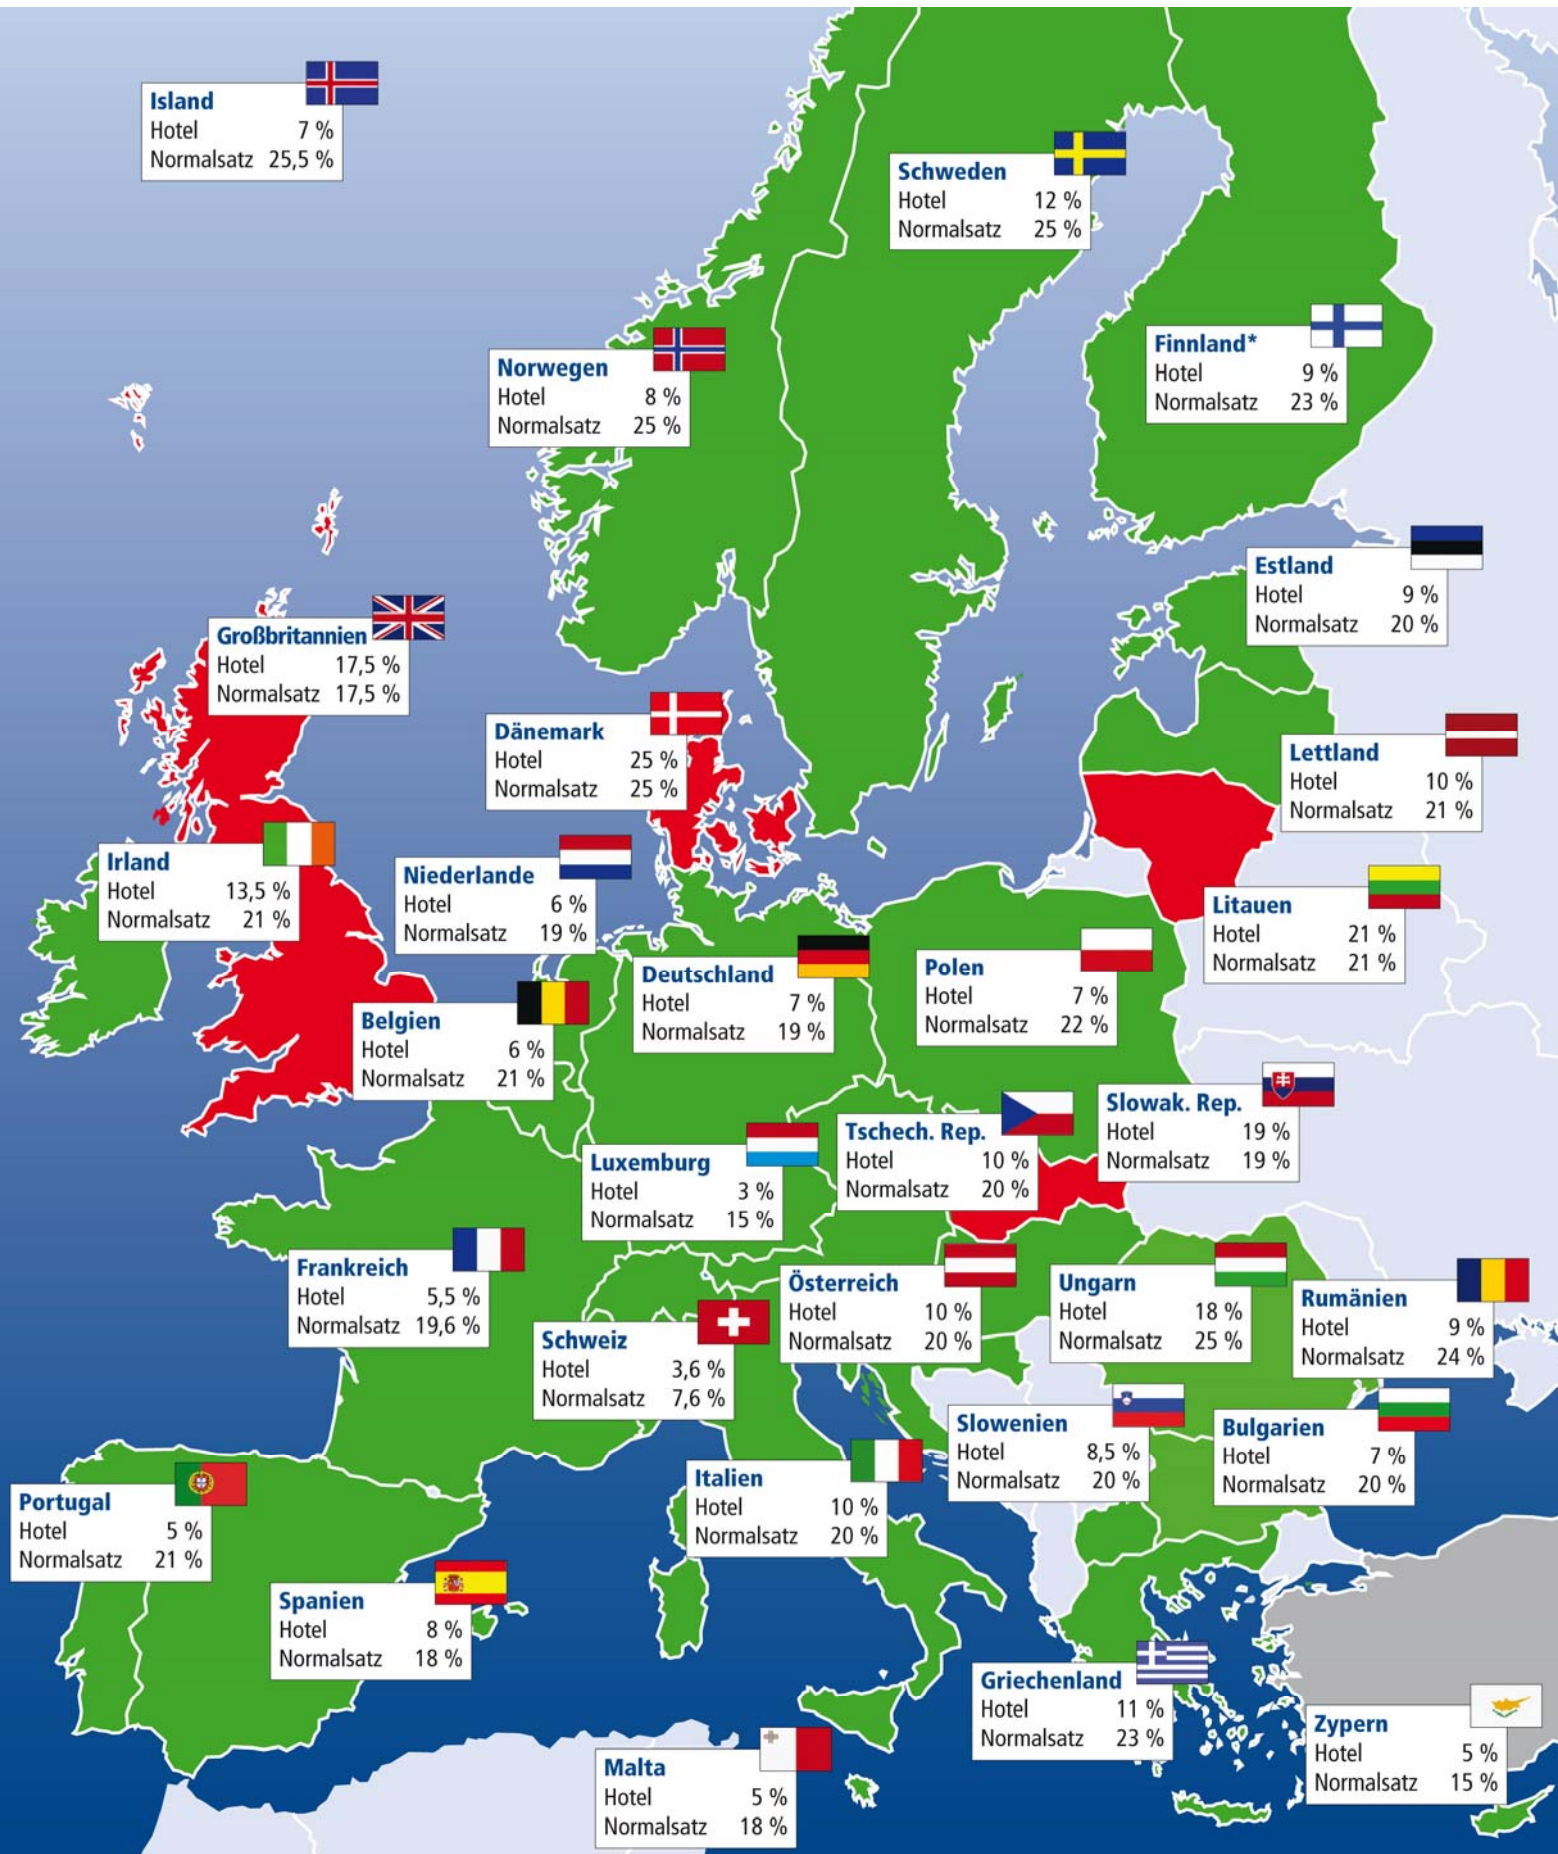 Island
Hotel 7 %
Normalsatz 25,5 %
Schweden
Hotel 12 %
Normalsatz 25 %
Norwegen
Hotel 8 %
Normalsatz 25 %
Finnland*
Hotel 9 %
Normalsatz 23 %
Estland
Hotel 9 %
Normalsatz 20 %
Großbritannien
Hotel 17,5 %
Normalsatz 17,5 %
Dänemark
Hotel 25 %
Normalsatz 25 %
Lettland
Hotel 10 %
Normalsatz 21 %
Irland
Hotel 13,5 %
Normalsatz 21 %
Niederlande
Hotel 6 %
Normalsatz 19 %
Litauen
Hotel 21 %
Normalsatz 21 %
Deutschland
Hotel 7 %
Normalsatz 19 %
Polen
Hotel 7 %
Normalsatz 22 %
Belgien
Hotel 6 %
Normalsatz 21 %
Slowak. Rep.
Hotel 19 %
Normalsatz 19 %
Tschech. Rep.
Hotel 10 %
Normalsatz 20 %
Luxemburg
Hotel 3 %
Normalsatz 15 %
Frankreich
Hotel 5,5 %
Normalsatz 19,6 %
Österreich
Hotel 10 %
Normalsatz 20 %
Ungarn
Hotel 18 %
Normalsatz 25 %
Rumänien
Hotel 9 %
Normalsatz 24 %
Schweiz
Hotel 3,6 %
Normalsatz 7,6 %
Slowenien
Hotel 8,5 %
Normalsatz 20 %
Bulgarien
Hotel 7 %
Normalsatz 20 %
Italien
Hotel 10 %
Normalsatz 20 %
Portugal
Hotel 5 %
Normalsatz 21 %
Spanien
Hotel 8 %
Normalsatz 18 %
Griechenland
Hotel 11 %
Normalsatz 23 %
Zypern
Hotel 5 %
Normalsatz 15 %
Malta
Hotel 5 %
Normalsatz 18 %